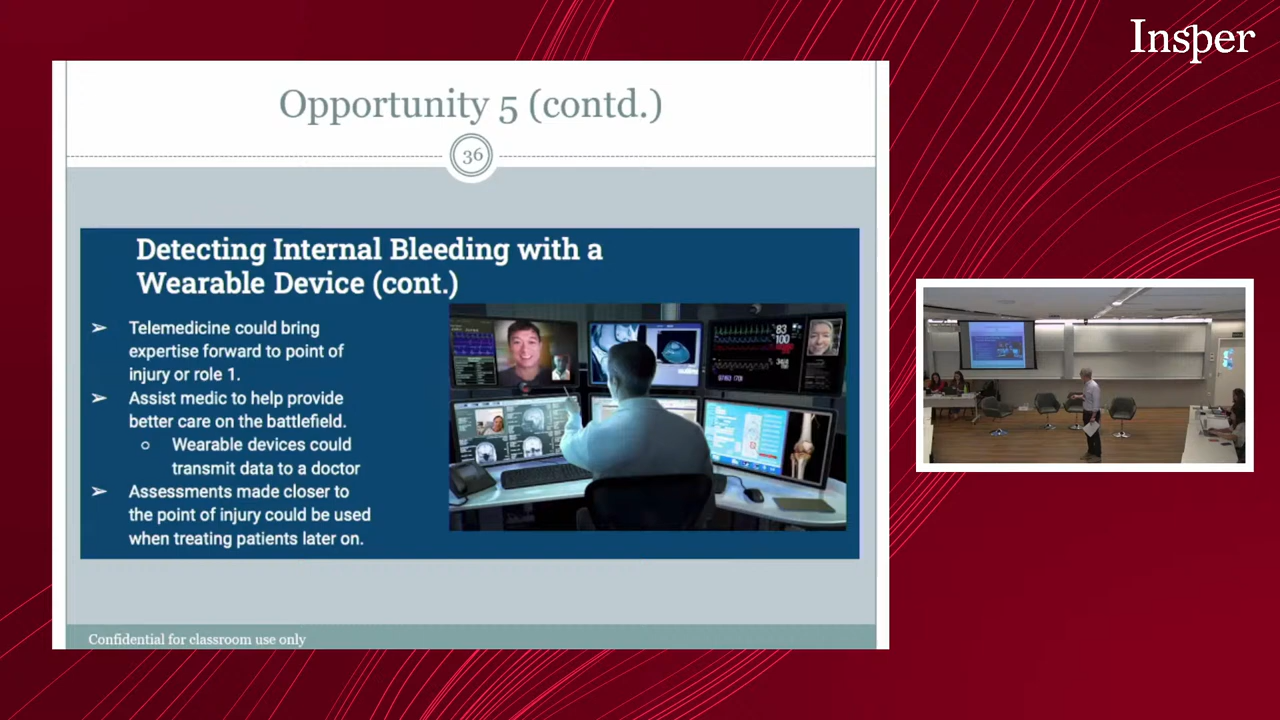 Insper
Opportunity 5 (contd.)
36
Detecting Internal Bleeding with a
Wearable Device (cont.)
➢ Telemedicine could bring
expertise forward to point of
injury or role 1.
➢ Assist medic to help provide
better care on the battlefield.
○ Wearable devices could
transmit data to a doctor
➢ Assessments made closer to
the point of injury could be used
when treating patients later on.
83
100
Confidential for classroom use only